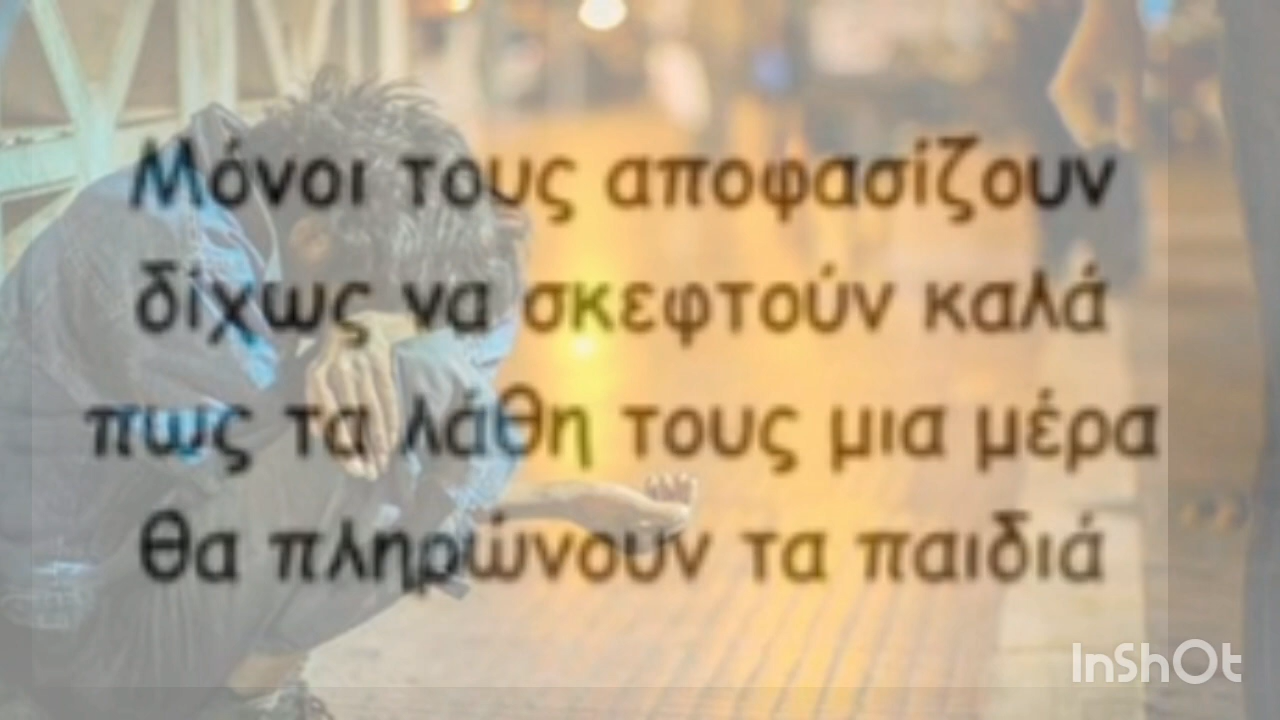 Μόνοι τους αποφασίζουν
δίχως να σκεφτούν καλά
πως τα λάθη τους μια μέρα
θα πληρώνουν τα παιδιά
InShOt